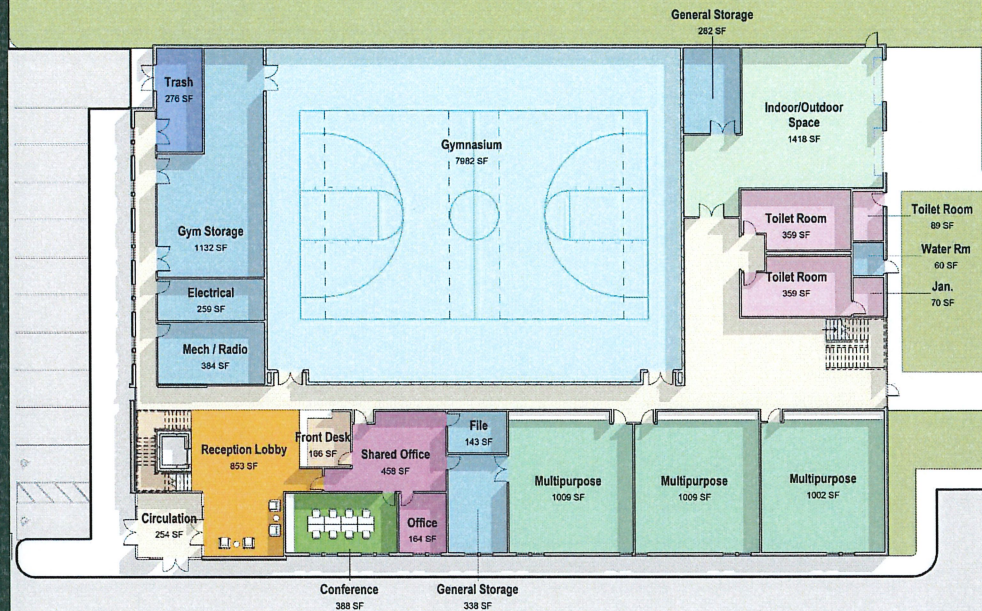 General Storage
282 SF
Trash
276 SF
Indoor/Outdoor
Space
1418 SF
Gymnasium
7982 SF
Gym Storage
1132 SF
Toilet Room
359 SF
Toilet Room
89 SF
Water Rm
60 SF
Toilet Room
359 SF
Jan.
70 SF
Electrical
259 SF
Mech / Radio
384 SF
Reception Lobby
853 SF
Front Desk
166 SF
Shared Office
458 SF
File
143 SF
Multipurpose
1009 SF
Multipurpose
1009 SF
Multipurpose
1002 SF
Circulation
254 SF
Office
164 SF
Conference
388 SF
General Storage
338 SF